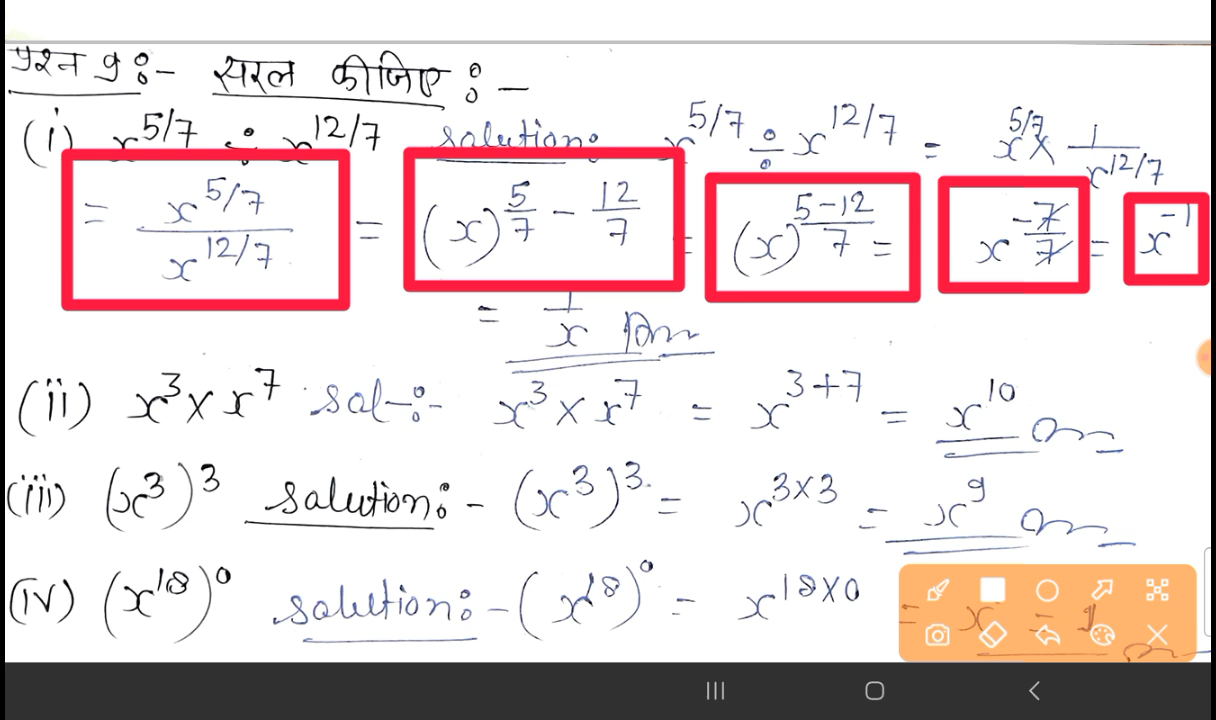 प्रश्न 9:- सरल कीजिए :-
(i) x^5/7 ÷ x^12/7 solution: x^5/7 ÷ x^12/7 = x^5/7 × 1/x^12/7
= x^5/7 / x^12/7 = (x)^5/7 - 12/7 = (x)^(5-12)/7 = x^-7/7 = x^-1
= 1/x Ans
(ii) x^3 × x^7 sol-:- x^3 × x^7 = x^3+7 = x^10 Ans
(iii) (x^3)^3 solution:- (x^3)^3 = x^3×3 = x^9 Ans
(iv) (x^18)^0 solution:- (x^18)^0 = x^18×0 = x = 1